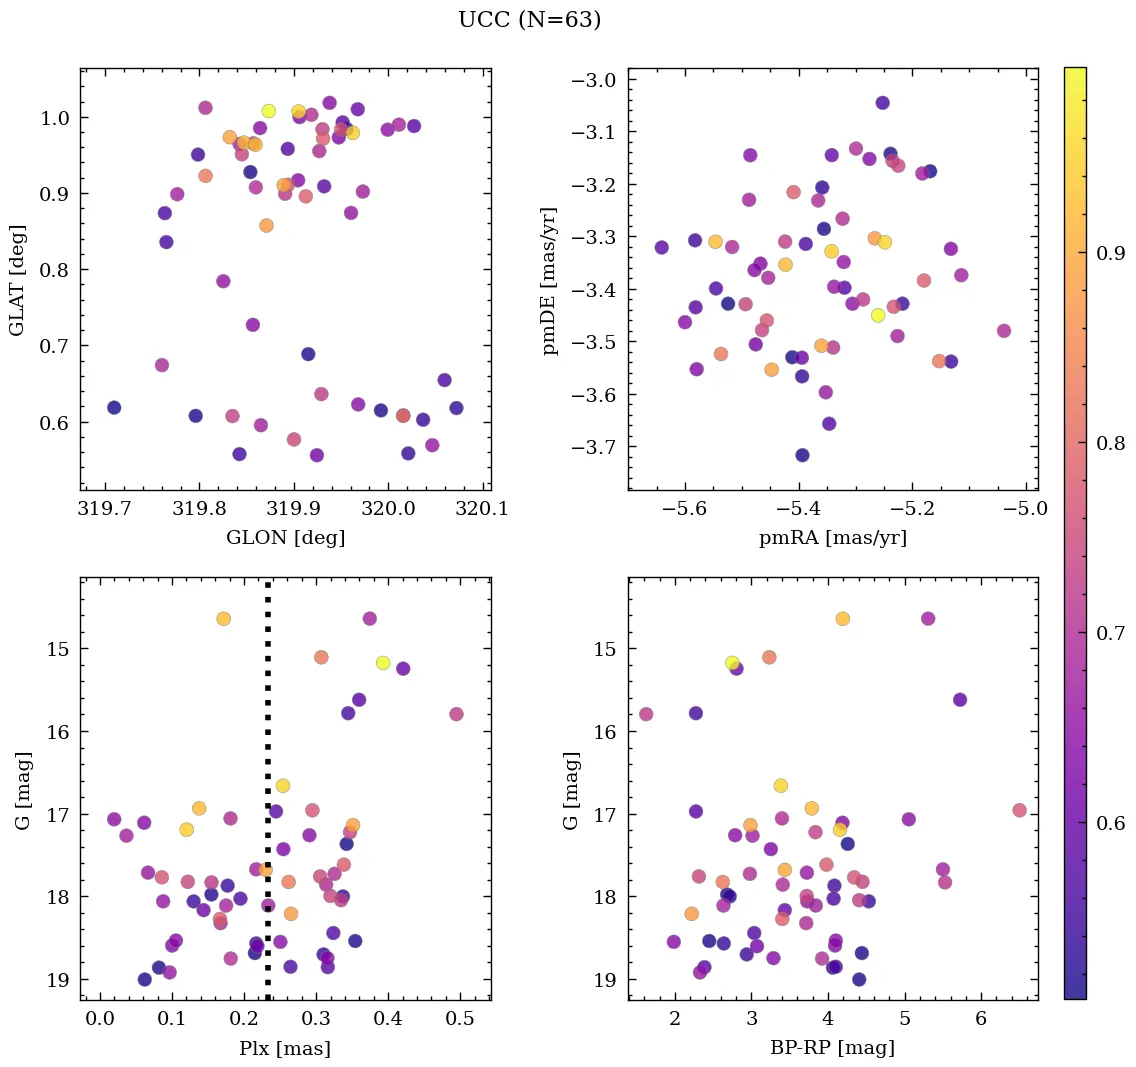 UCC (N=63)
1.0
0.9
0.8
0.7
0.6
GLAT [deg]
319.7 319.8 319.9 320.0 320.1
GLON [deg]
−3.0
−3.1
−3.2
−3.3
−3.4
−3.5
−3.6
−3.7
pmDE [mas/yr]
−5.6 −5.4 −5.2 −5.0
pmRA [mas/yr]
0.9
0.8
0.7
0.6
15
16
17
18
19
G [mag]
0.0 0.1 0.2 0.3 0.4 0.5
Plx [mas]
15
16
17
18
19
G [mag]
2 3 4 5 6
BP-RP [mag]